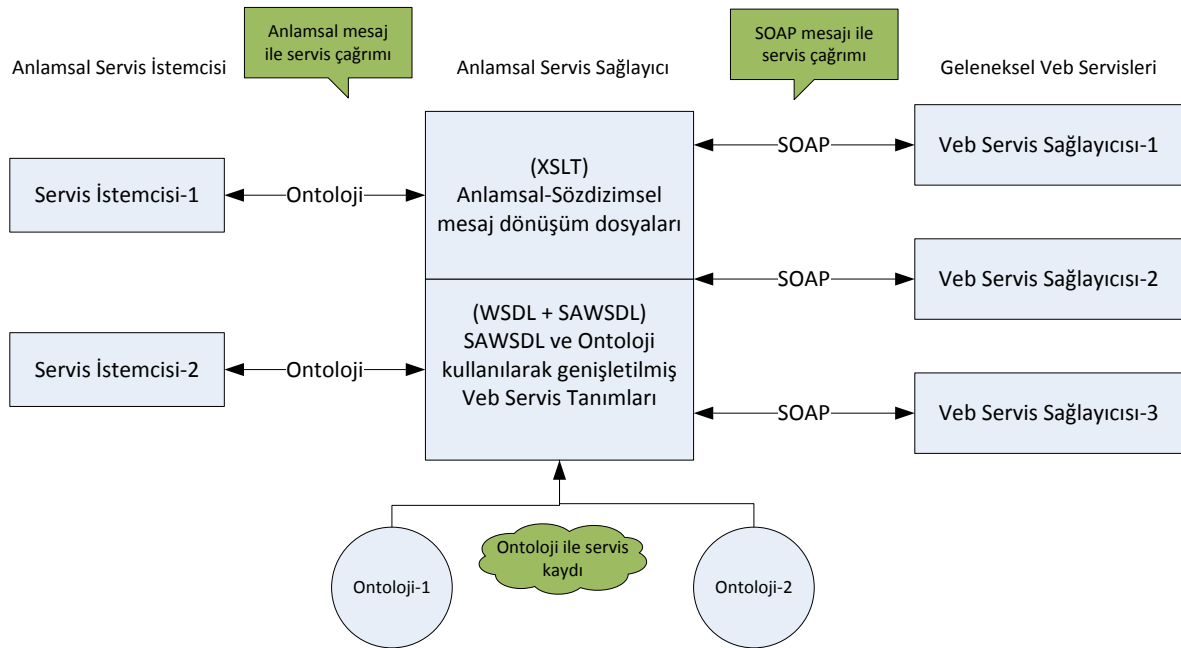 Anlamsal mesaj
ile servis çağrımı
SOAP mesajı ile
servis çağrımı
Anlamsal Servis İstemcisi
Anlamsal Servis Sağlayıcı
Geleneksel Veb Servisleri
Servis İstemcisi-1
Ontoloji
(XSLT)
Anlamsal-Sözdizimsel
mesaj dönüşüm dosyaları
SOAP
Veb Servis Sağlayıcısı-1
SOAP
Veb Servis Sağlayıcısı-2
Servis İstemcisi-2
Ontoloji
(WSDL + SAWSDL)
SAWSDL ve Ontoloji
kullanılarak genişletilmiş
Veb Servis Tanımları
SOAP
Veb Servis Sağlayıcısı-3
Ontoloji-1
Ontoloji ile servis
kaydı
Ontoloji-2